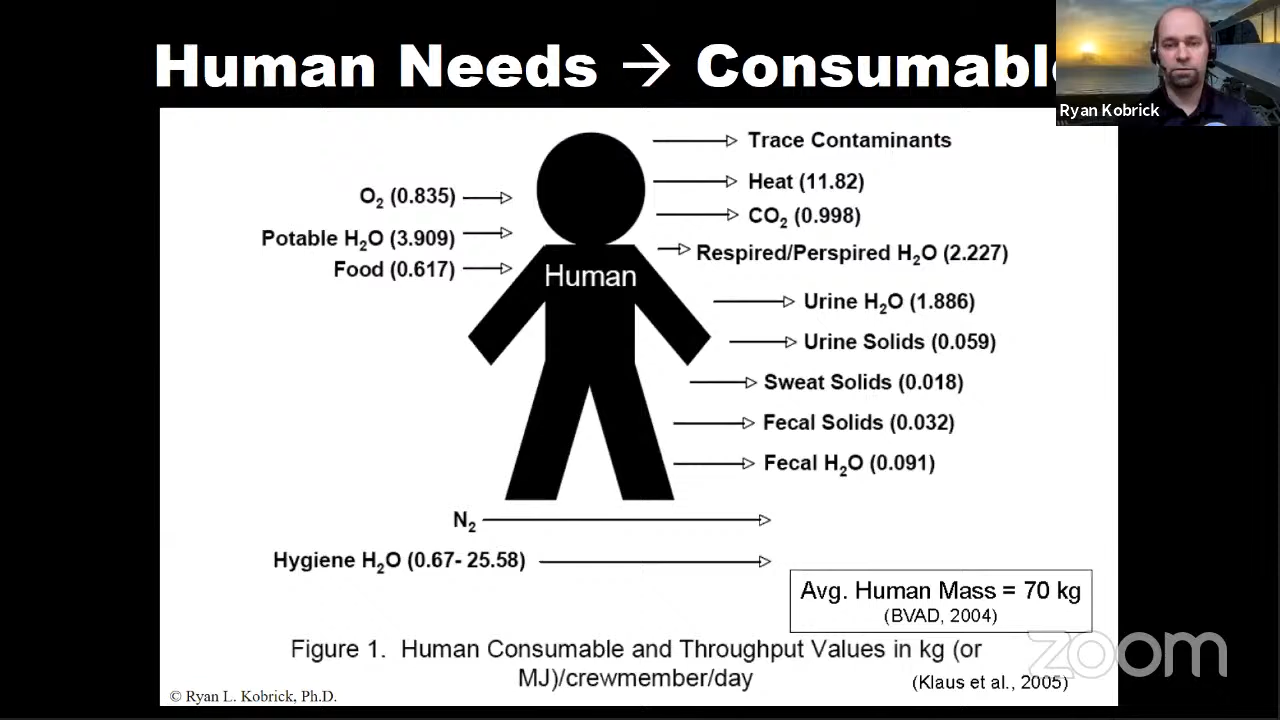 Human Needs → Consumabl
Ryan Kobrick
Trace Contaminants
Heat (11.82)
O₂ (0.835)
CO₂ (0.998)
Potable H₂O (3.909)
Respired/Perspired H₂O (2.227)
Food (0.617)
Human
Urine H₂O (1.886)
Urine Solids (0.059)
Sweat Solids (0.018)
Fecal Solids (0.032)
Fecal H₂O (0.091)
N₂
Hygiene H₂O (0.67- 25.58)
Avg. Human Mass = 70 kg
(BVAD, 2004)
Figure 1. Human Consumable and Throughput Values in kg (or
MJ)/crewmember/day
(Klaus et al., 2005)
zoom
© Ryan L. Kobrick, Ph.D.